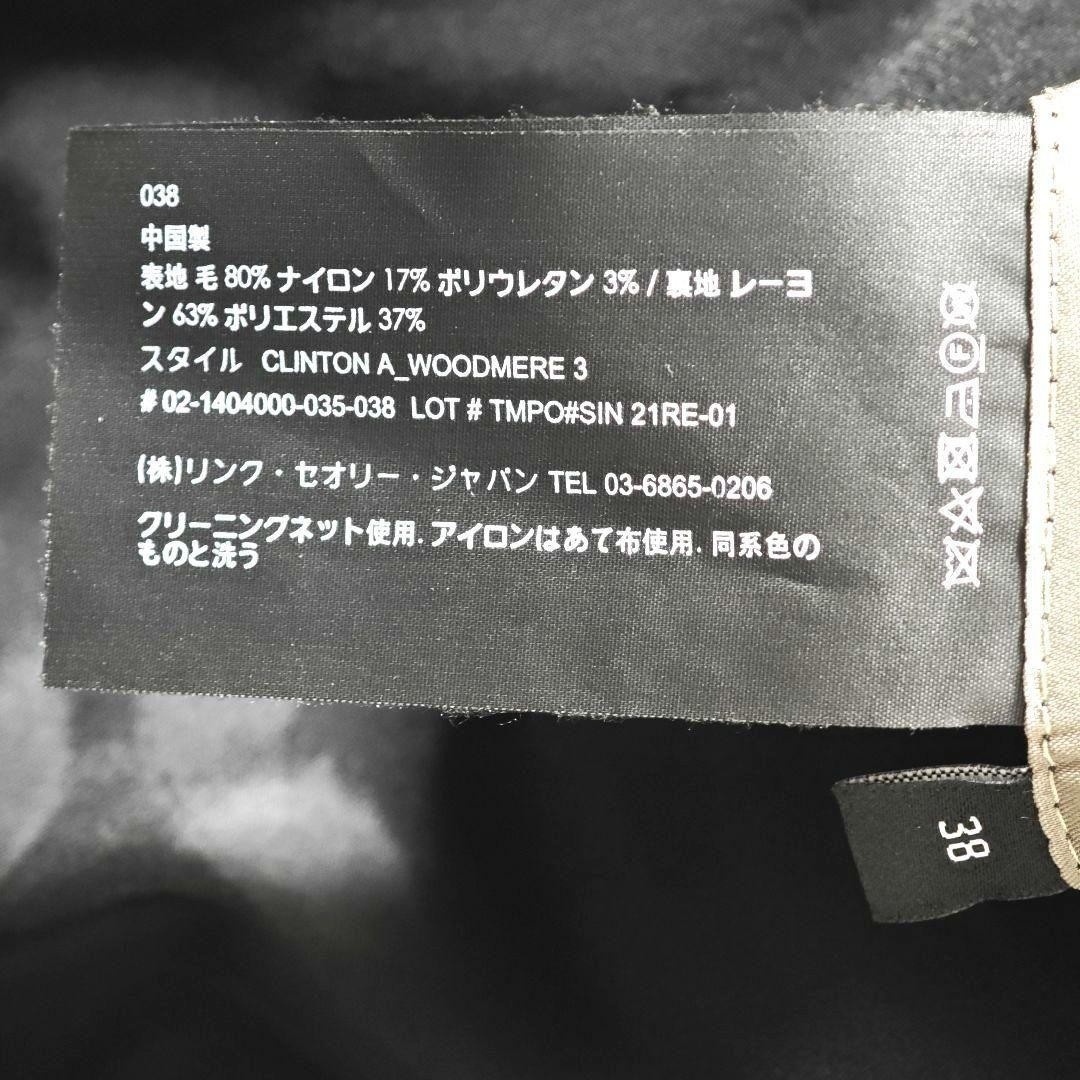 038
中国製
表地 毛 80% ナイロン 17% ポリウレタン 3% / 裏地 レーヨ
ン 63% ポリエステル 37%
スタイル CLINTON A_WOODMERE 3
# 02-1404000-035-038 LOT # TMPO#SIN 21RE-01
(株)リンク・セオリー・ジャパン TEL 03-6865-0206
クリーニングネット使用. アイロンはあて布使用. 同系色の
ものと洗う
F
38